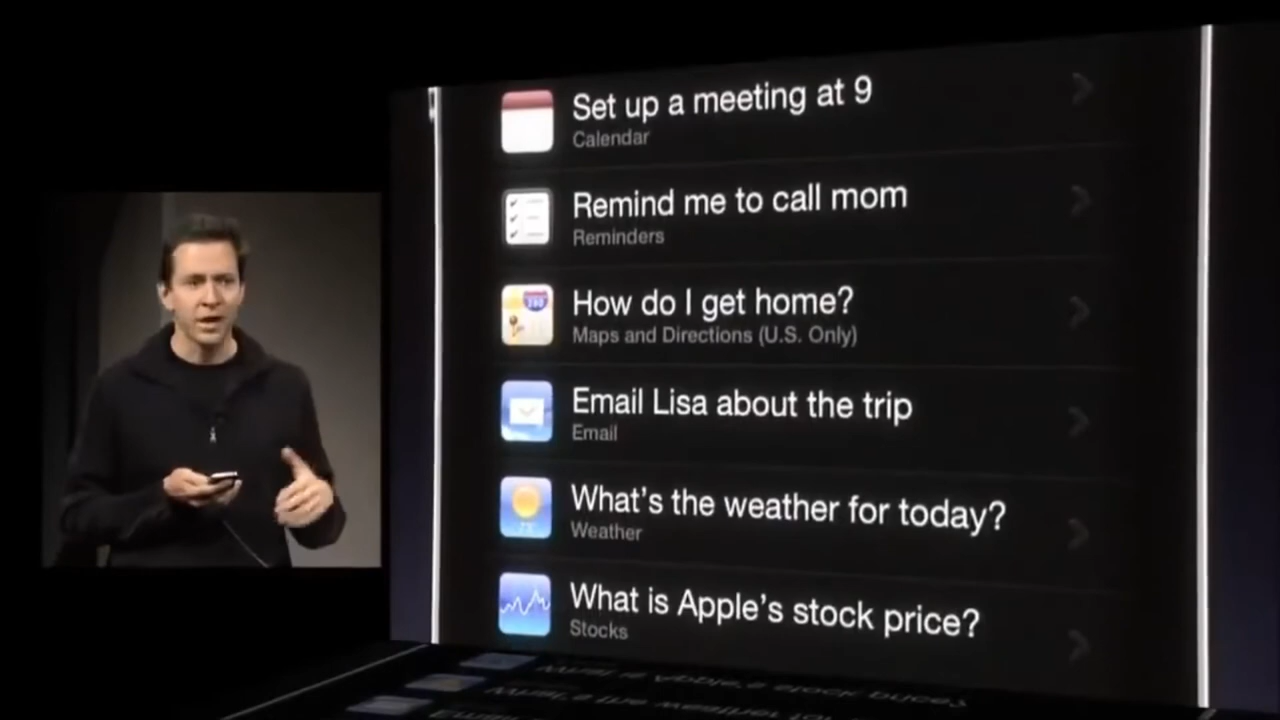 Set up a meeting at 9
Calendar
Remind me to call mom
Reminders
How do I get home?
Maps and Directions (U.S. Only)
Email Lisa about the trip
Email
What's the weather for today?
Weather
What is Apple's stock price?
Stocks